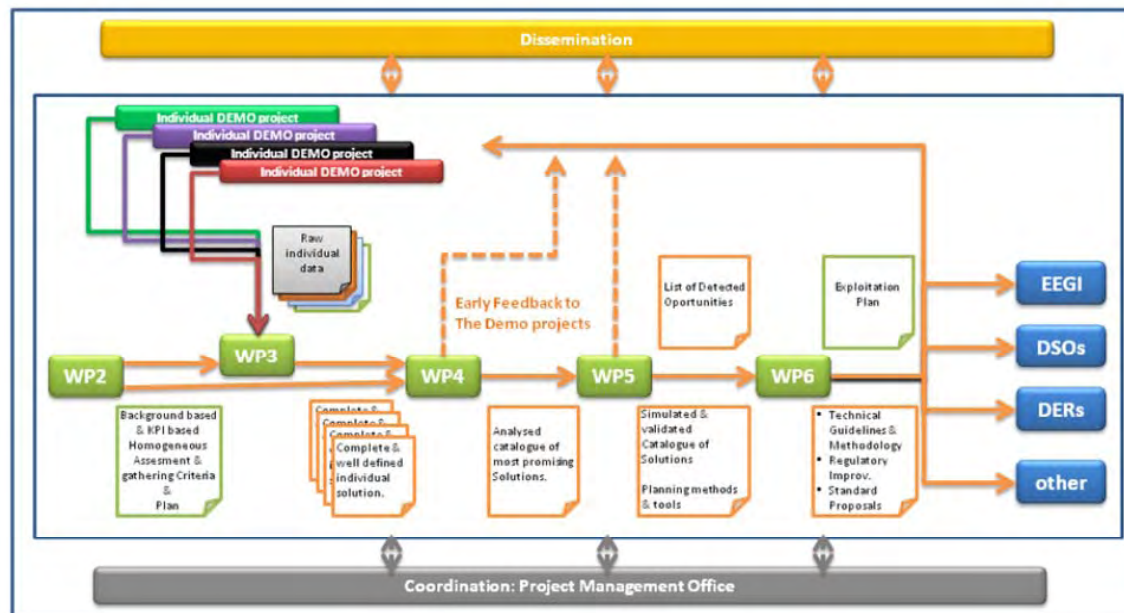 Dissemination
Individual DEMO project
Individual DEMO project
Individual DEMO project
Individual DEMO project
Raw
individual
data
Early Feedback to
The Demo projects
List of Detected
Oportunities
Exploitation
Plan
EEGI
DSOs
DERs
other
WP2
WP3
WP4
WP5
WP6
Background based
& KPI based
Homogeneous
Assesment &
gathering Criteria
&
Plan
Complete &
well defined
individual
solution.
Analysed
catalogue of
most promising
Solutions.
Simulated &
validated
Catalogue of
Solutions
Planning methods
& tools
▪ Technical
Guidelines &
Methodology
▪ Regulatory
Improv.
▪ Standard
Proposals
Coordination: Project Management Office